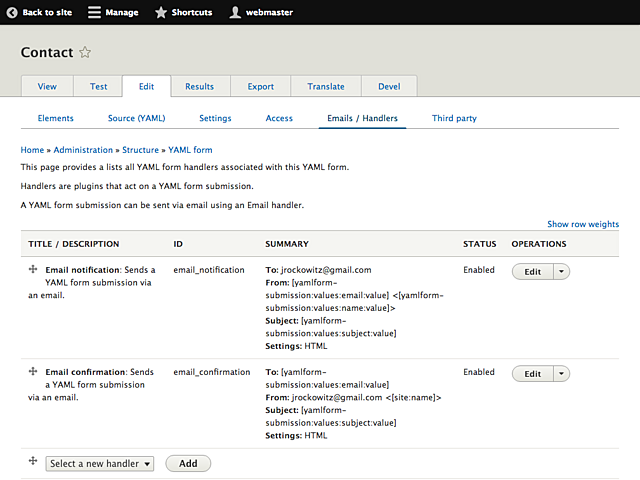 Back to site Manage Shortcuts webmaster
Contact
View Test Edit Results Export Translate Devel
Elements Source (YAML) Settings Access Emails / Handlers Third party
Home » Administration » Structure » YAML form
This page provides a lists all YAML form handlers associated with this YAML form.
Handlers are plugins that act on a YAML form submission.
A YAML form submission can be sent via email using an Email handler.
Show row weights
TITLE / DESCRIPTION ID SUMMARY STATUS OPERATIONS
Email notification: Sends a email_notification To: jrockowitz@gmail.com Enabled Edit
YAML form submission via From: [yamlform-
an email. submission:values:email:value] <[yamlform-
submission:values:name:value]>
Subject: [yamlform-
submission:values:subject:value]
Settings: HTML
Email confirmation: Sends email_confirmation To: [yamlform- Enabled Edit
a YAML form submission submission:values:email:value]
via an email. From: jrockowitz@gmail.com <[site:name]>
Subject: [yamlform-
submission:values:subject:value]
Settings: HTML
Select a new handler Add